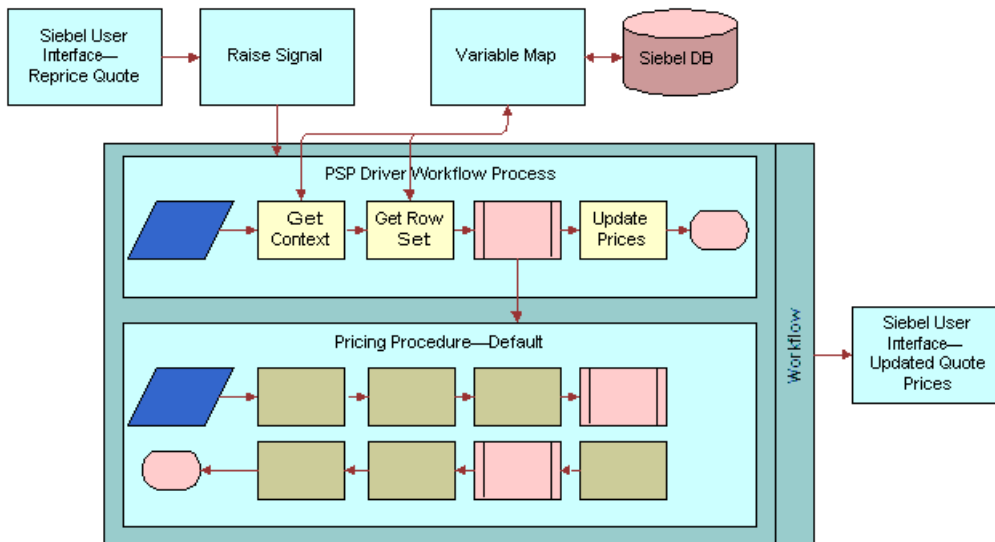 Siebel User
Interface—
Reprice Quote
Raise Signal
Variable Map
Siebel DB
PSP Driver Workflow Process
Get
Context
Get Row
Set
Update
Prices
Pricing Procedure—Default
Workflow
Siebel User
Interface—
Updated Quote
Prices